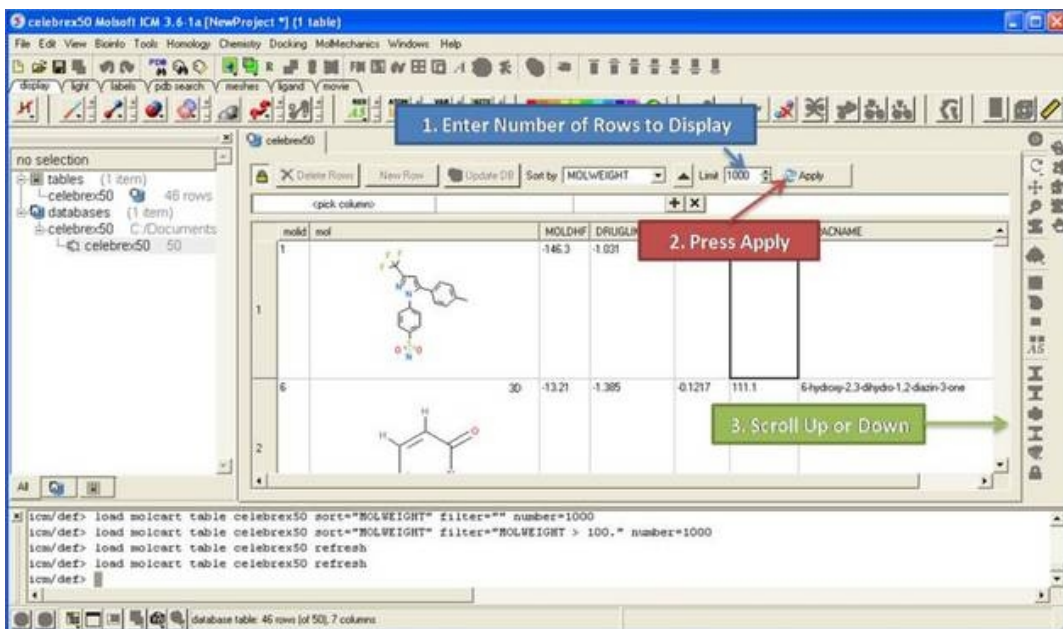 celebrex50 Molsoft ICM 3.6-1a [NewProject *] (1 table)
File Edit View Bioinfo Tools Homology Chemistry Docking MolMechanics Windows Help
display light labels pdb search meshes ligand movie
1. Enter Number of Rows to Display
celebrex50
no selection
tables (1 item)
celebrex50 46 rows
databases (1 item)
celebrex50 C:/Documents
celebrex50 50
Delete Rows New Row Update DB Sort by MOLWEIGHT Limit 1000 Apply
<pick column>
2. Press Apply
molid mol MOLDHF DRUGLIK ACNAME
1 -146.3 -1.031
1
6 3D -13.21 -1.385 -0.1217 111.1 6-hydroxy-2,3-dihydro-1,2-diazin-3-one
3. Scroll Up or Down
2
All
icm/def> load molcart table celebrex50 sort="MOLWEIGHT" filter="" number=1000
icm/def> load molcart table celebrex50 sort="MOLWEIGHT" filter="MOLWEIGHT > 100." number=1000
icm/def> load molcart table celebrex50 refresh
icm/def> load molcart table celebrex50 refresh
icm/def>
database table: 46 rows (of 50), 7 columns